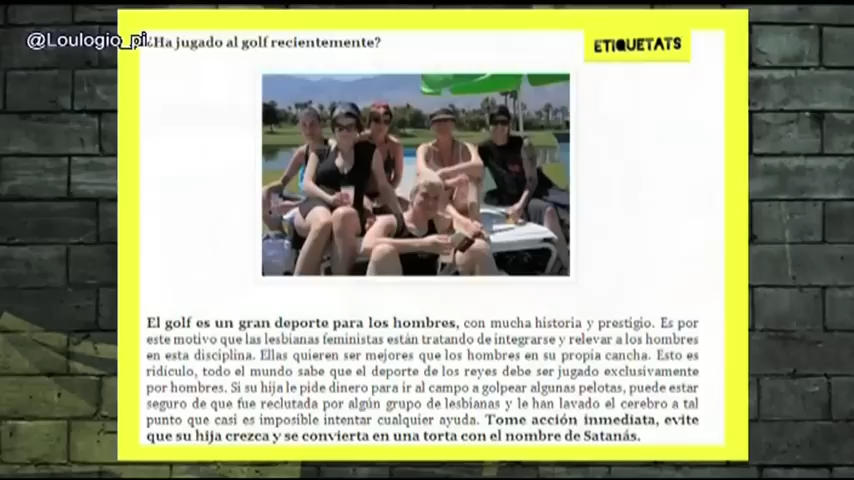 @Loulogio_pi
¿Ha jugado al golf recientemente?
ETIQUETATS
El golf es un gran deporte para los hombres, con mucha historia y prestigio. Es por
este motivo que las lesbianas feministas están tratando de integrarse y relevar a los hombres
en esta disciplina. Ellas quieren ser mejores que los hombres en su propia cancha. Esto es
ridículo, todo el mundo sabe que el deporte de los reyes debe ser jugado exclusivamente
por hombres. Si su hija le pide dinero para ir al campo a golpear algunas pelotas, puede estar
seguro de que fue reclutada por algún grupo de lesbianas y le han lavado el cerebro a tal
punto que casi es imposible intentar cualquier ayuda. Tome acción inmediata, evite
que su hija crezca y se convierta en una torta con el nombre de Satanás.